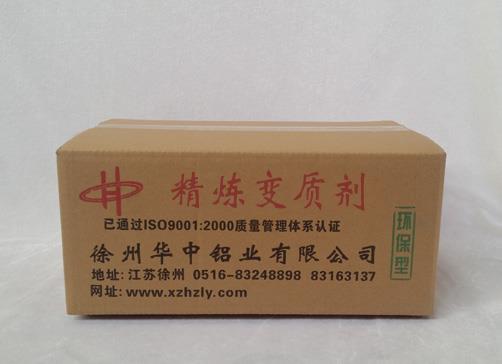 精炼变质剂
已通过ISO9001:2000质量管理体系认证
徐州华中铝业有限公司
地址:江苏徐州 0516-83248898 83163137
网址:www.xzhzly.com
环保型